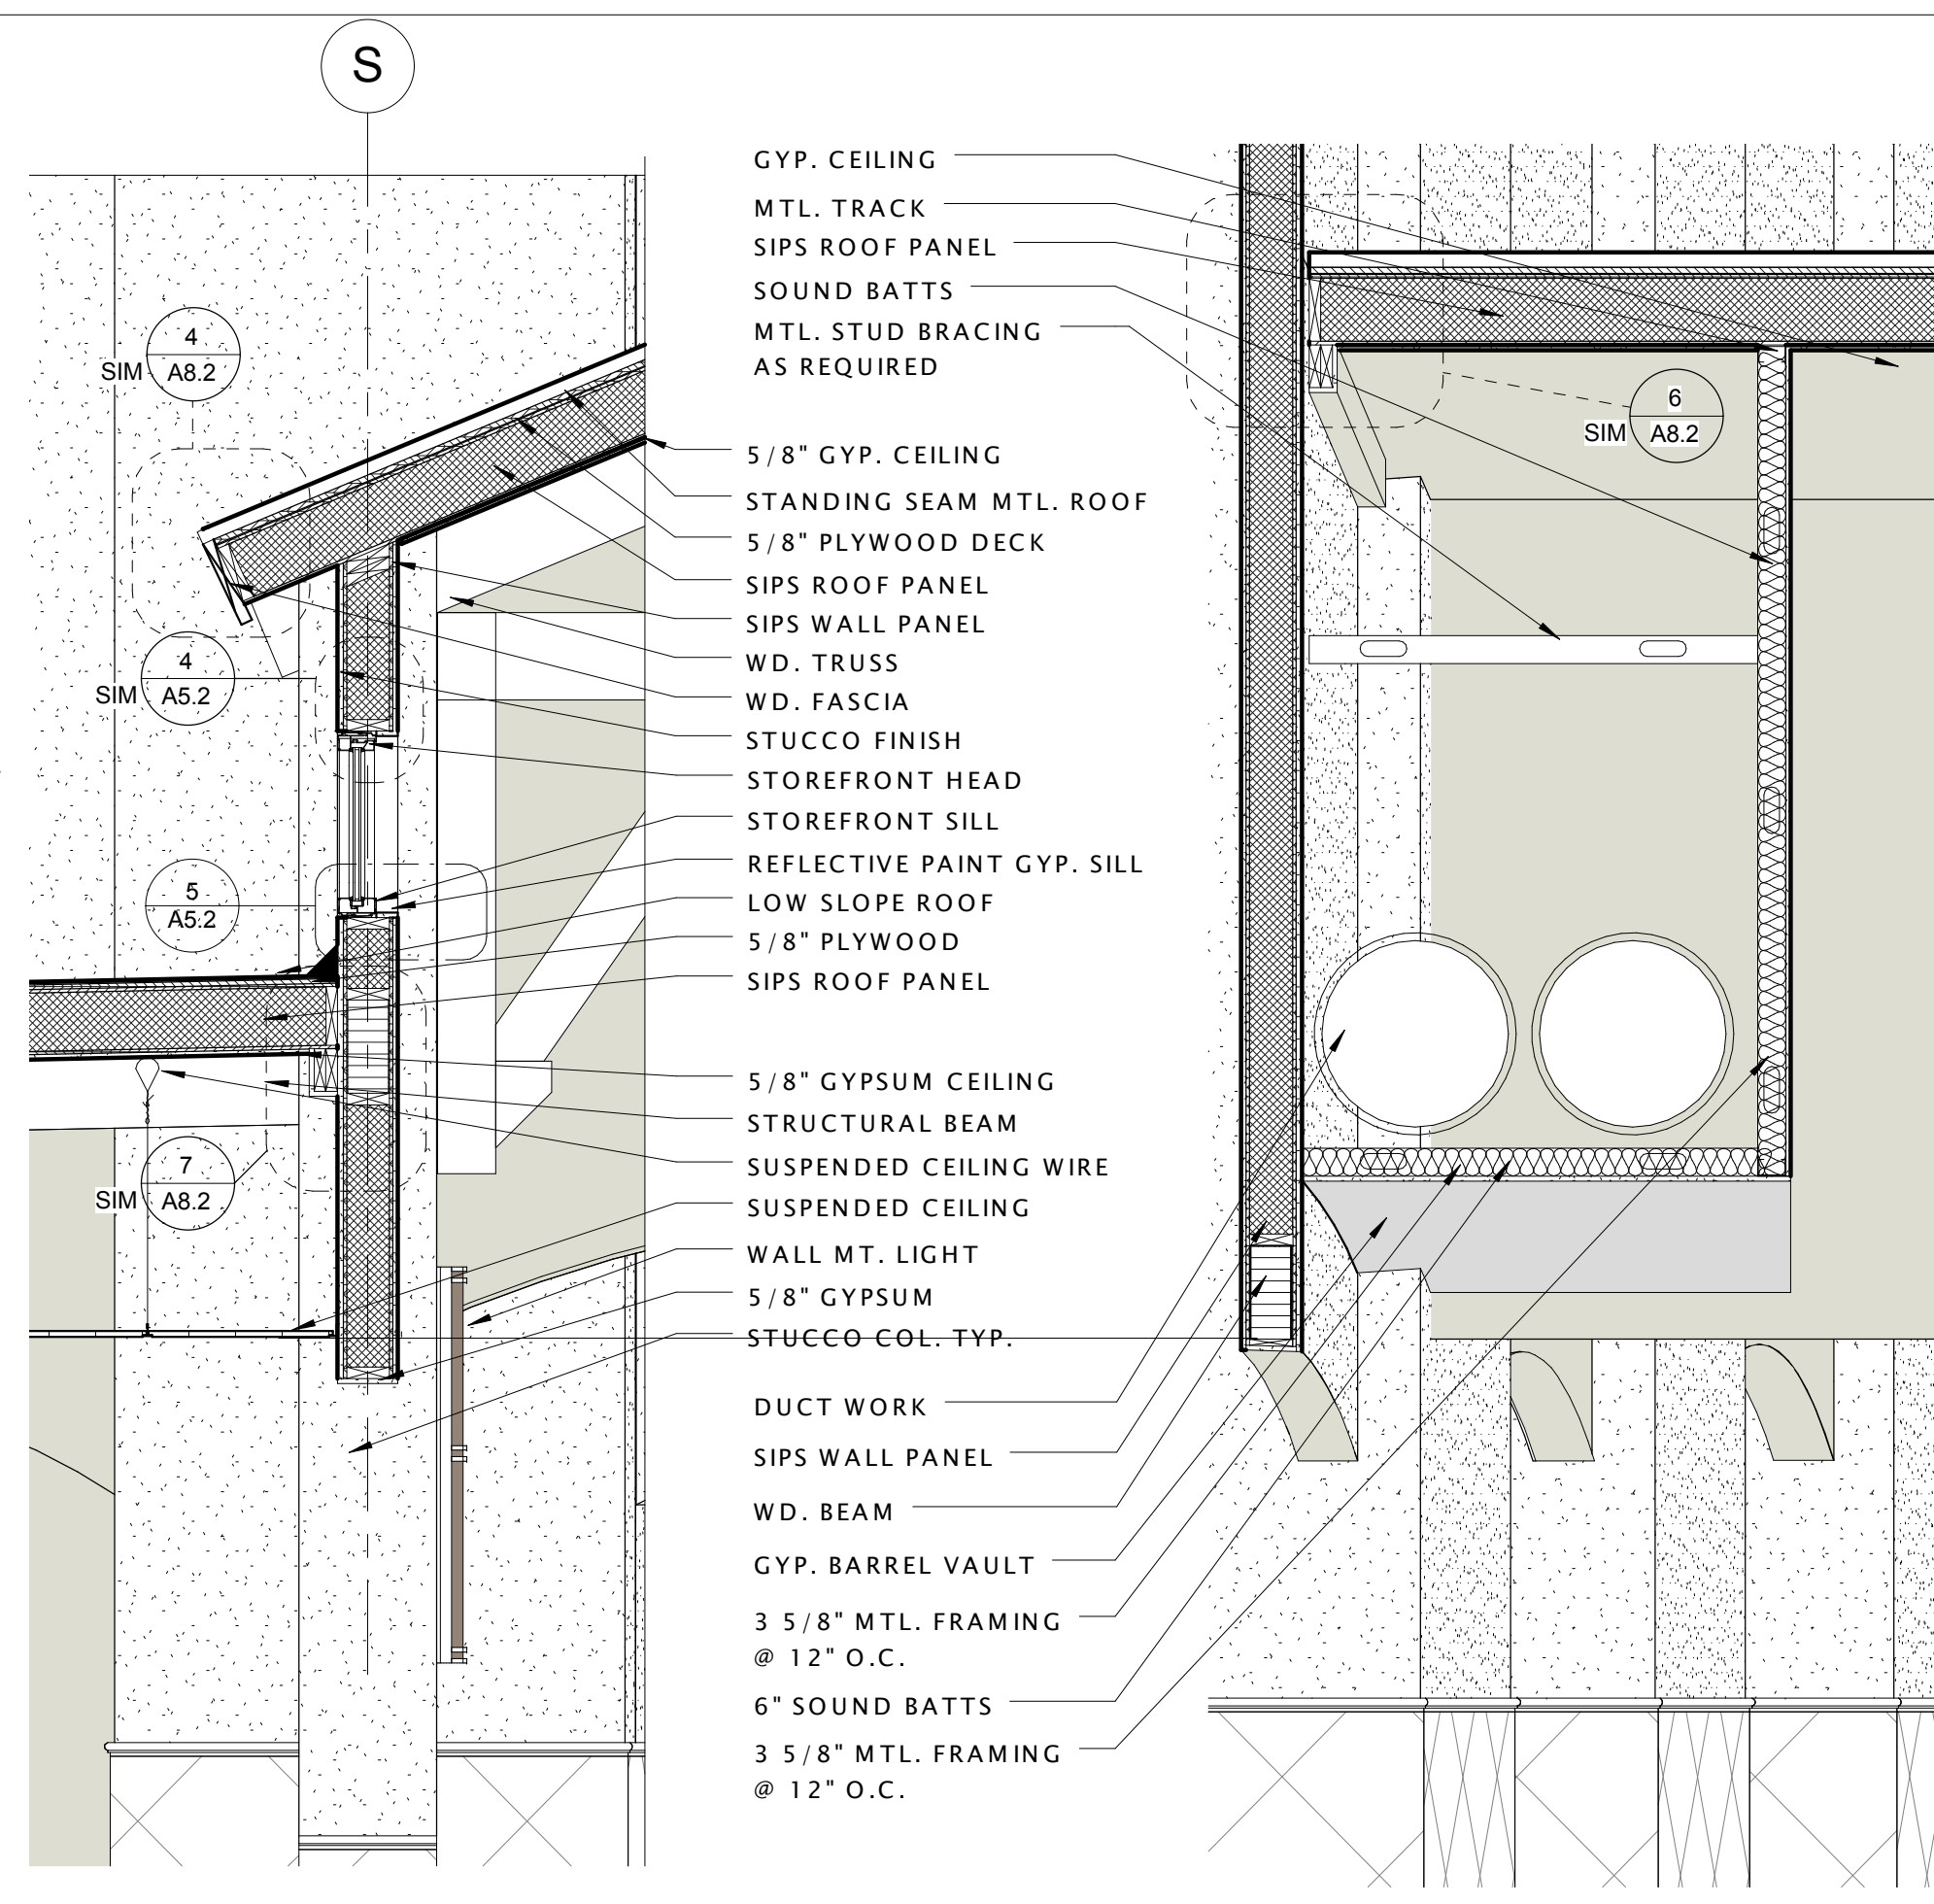 S
4
SIM A8.2
4
SIM A5.2
5
A5.2
7
SIM A8.2
GYP. CEILING
MTL. TRACK
SIPS ROOF PANEL
SOUND BATTS
MTL. STUD BRACING
AS REQUIRED
5/8" GYP. CEILING
STANDING SEAM MTL. ROOF
5/8" PLYWOOD DECK
SIPS ROOF PANEL
SIPS WALL PANEL
WD. TRUSS
WD. FASCIA
STUCCO FINISH
STOREFRONT HEAD
STOREFRONT SILL
REFLECTIVE PAINT GYP. SILL
LOW SLOPE ROOF
5/8" PLYWOOD
SIPS ROOF PANEL
5/8" GYPSUM CEILING
STRUCTURAL BEAM
SUSPENDED CEILING WIRE
SUSPENDED CEILING
WALL MT. LIGHT
5/8" GYPSUM
STUCCO COL. TYP.
DUCT WORK
SIPS WALL PANEL
WD. BEAM
GYP. BARREL VAULT
3 5/8" MTL. FRAMING
@ 12" O.C.
6" SOUND BATTS
3 5/8" MTL. FRAMING
@ 12" O.C.
6
SIM A8.2